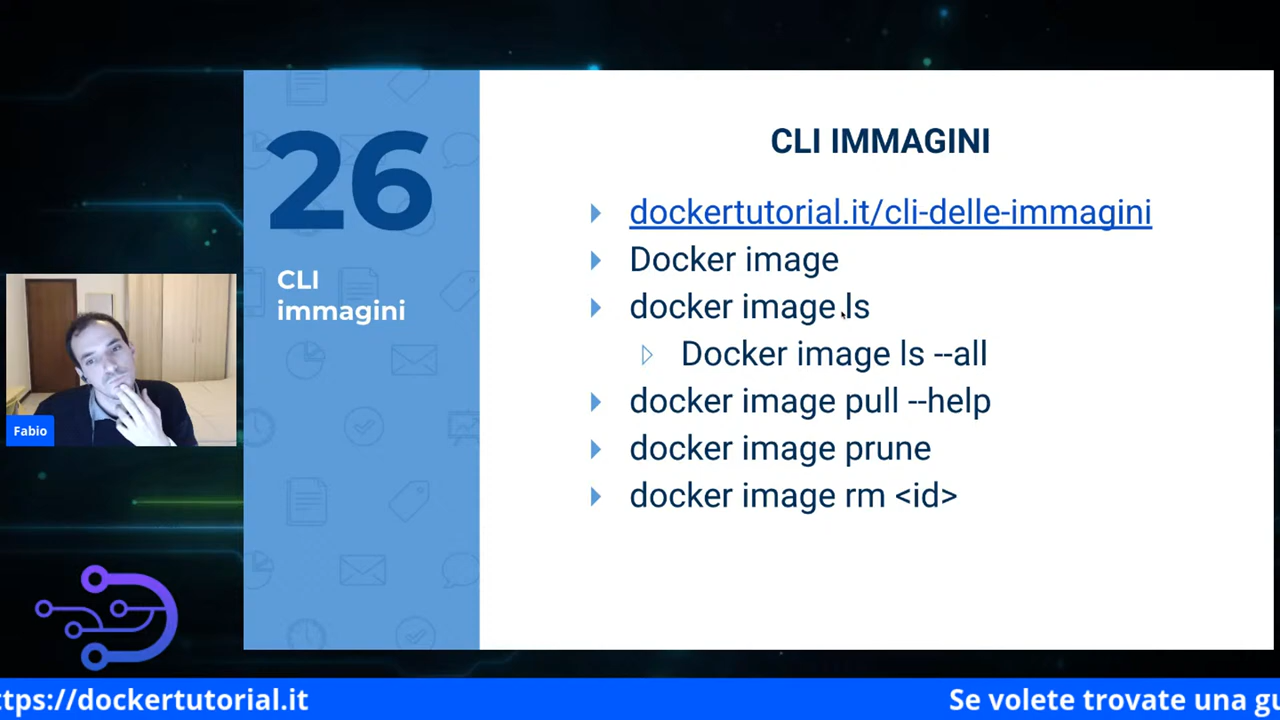 26
CLI
immagini
CLI IMMAGINI
dockertutorial.it/cli-delle-immagini
Docker image
docker image ls
Docker image ls --all
docker image pull --help
docker image prune
docker image rm <id>
Fabio
ttps://dockertutorial.it
Se volete trovate una gu